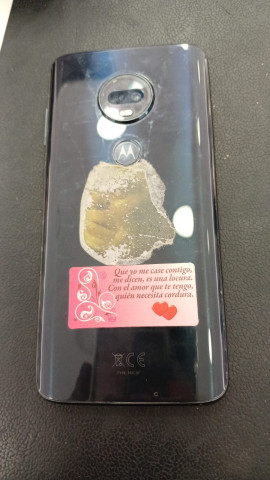 Que yo me case contigo,
me dicen, es una locura.
Con el amor que te tengo,
quién necesita cordura.
CE